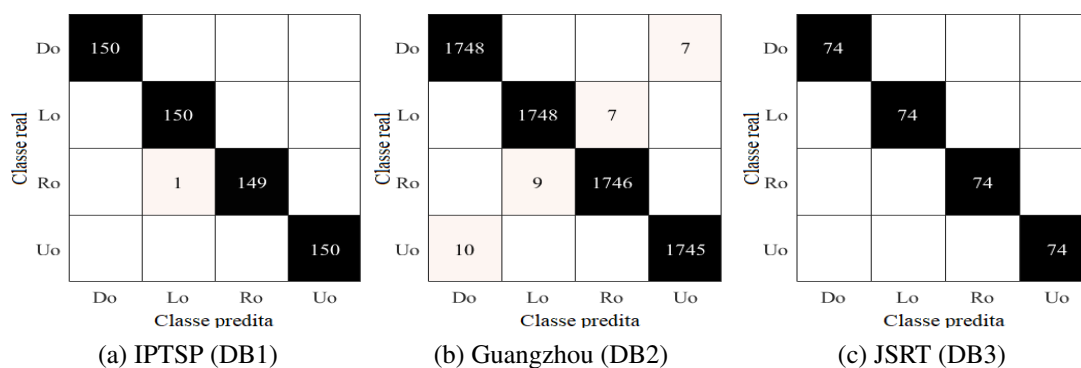 Classe real
Do 150
Lo 150
Ro 1 149
Uo 150
Do Lo Ro Uo
Classe predita
(a) IPTSP (DB1)
Classe real
Do 1748 7
Lo 1748 7
Ro 9 1746
Uo 10 1745
Do Lo Ro Uo
Classe predita
(b) Guangzhou (DB2)
Classe real
Do 74
Lo 74
Ro 74
Uo 74
Do Lo Ro Uo
Classe predita
(c) JSRT (DB3)